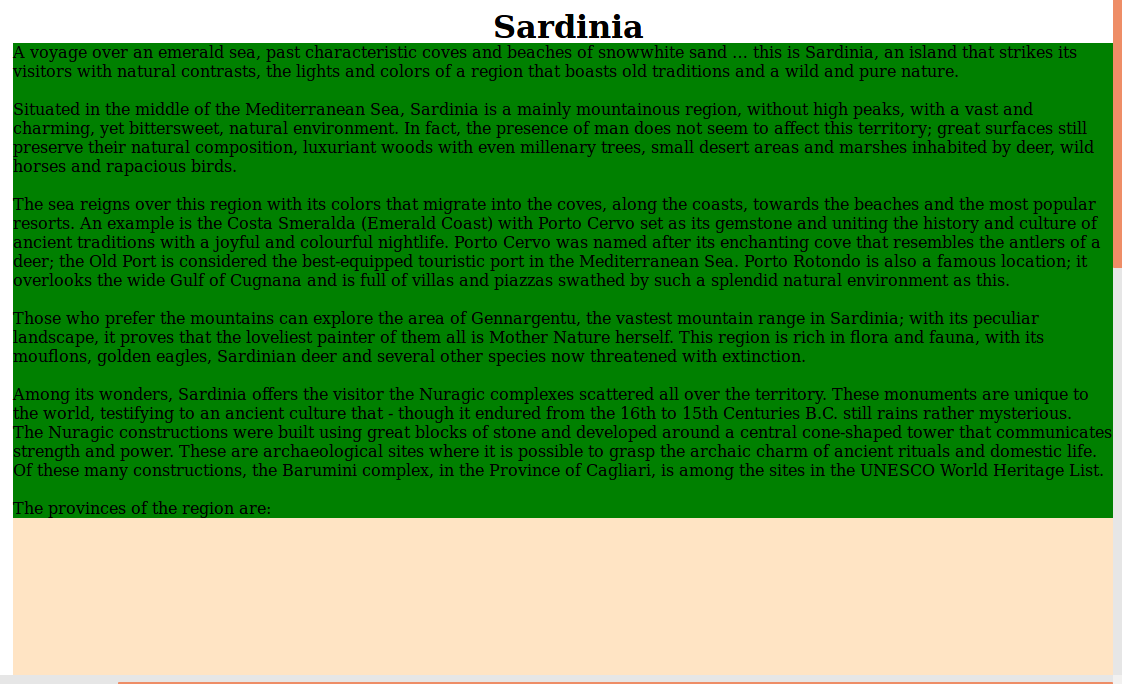 Sardinia
A voyage over an emerald sea, past characteristic coves and beaches of snowwhite sand ... this is Sardinia, an island that strikes its
visitors with natural contrasts, the lights and colors of a region that boasts old traditions and a wild and pure nature.
Situated in the middle of the Mediterranean Sea, Sardinia is a mainly mountainous region, without high peaks, with a vast and
charming, yet bittersweet, natural environment. In fact, the presence of man does not seem to affect this territory; great surfaces still
preserve their natural composition, luxuriant woods with even millenary trees, small desert areas and marshes inhabited by deer, wild
horses and rapacious birds.
The sea reigns over this region with its colors that migrate into the coves, along the coasts, towards the beaches and the most popular
resorts. An example is the Costa Smeralda (Emerald Coast) with Porto Cervo set as its gemstone and uniting the history and culture of
ancient traditions with a joyful and colourful nightlife. Porto Cervo was named after its enchanting cove that resembles the antlers of a
deer; the Old Port is considered the best-equipped touristic port in the Mediterranean Sea. Porto Rotondo is also a famous location; it
overlooks the wide Gulf of Cugnana and is full of villas and piazzas swathed by such a splendid natural environment as this.
Those who prefer the mountains can explore the area of Gennargentu, the vastest mountain range in Sardinia; with its peculiar
landscape, it proves that the loveliest painter of them all is Mother Nature herself. This region is rich in flora and fauna, with its
mouflons, golden eagles, Sardinian deer and several other species now threatened with extinction.
Among its wonders, Sardinia offers the visitor the Nuragic complexes scattered all over the territory. These monuments are unique to
the world, testifying to an ancient culture that - though it endured from the 16th to 15th Centuries B.C. still rains rather mysterious.
The Nuragic constructions were built using great blocks of stone and developed around a central cone-shaped tower that communicates
strength and power. These are archaeological sites where it is possible to grasp the archaic charm of ancient rituals and domestic life.
Of these many constructions, the Barumini complex, in the Province of Cagliari, is among the sites in the UNESCO World Heritage List.
The provinces of the region are: